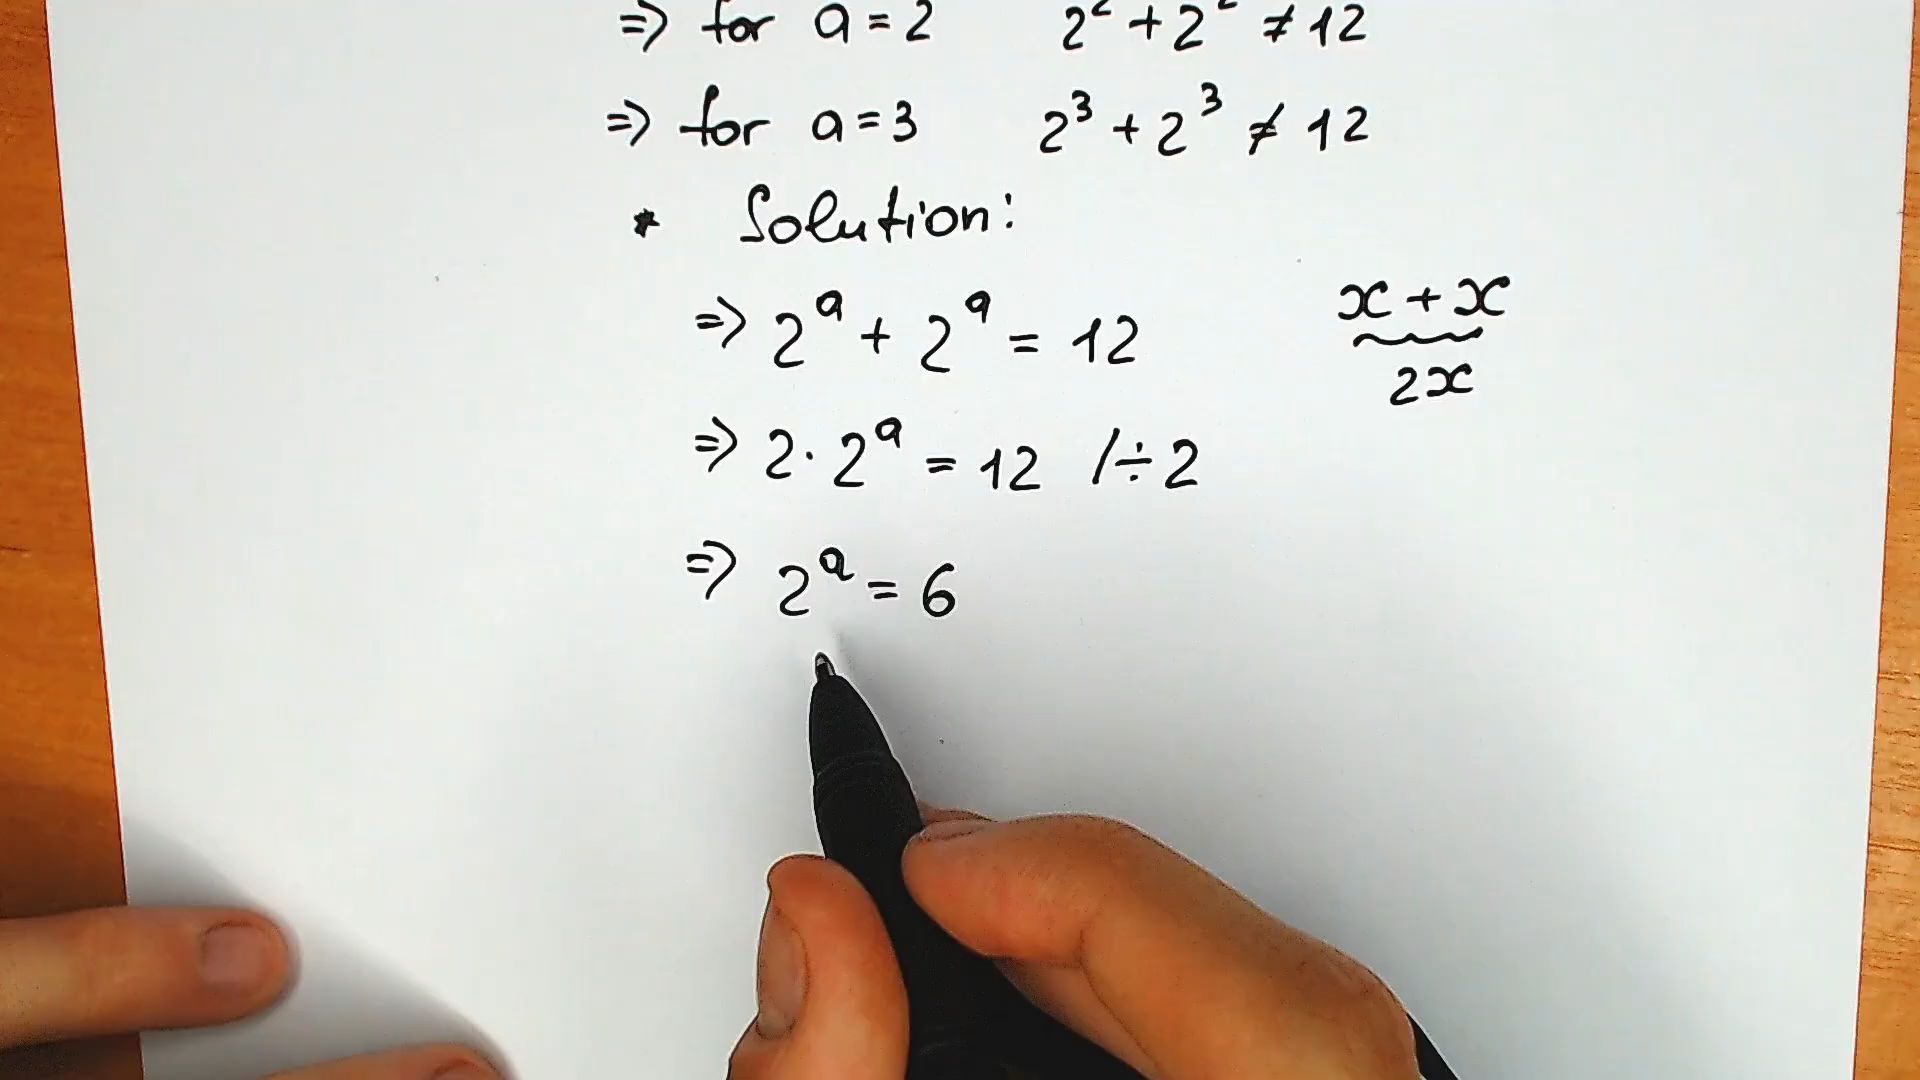 => for a = 2 2² + 2² ≠ 12
=> for a = 3 2³ + 2³ ≠ 12
* Solution:
=> 2ᵃ + 2ᵃ = 12 x + x
2x
=> 2 · 2ᵃ = 12 /÷2
=> 2ᵃ = 6